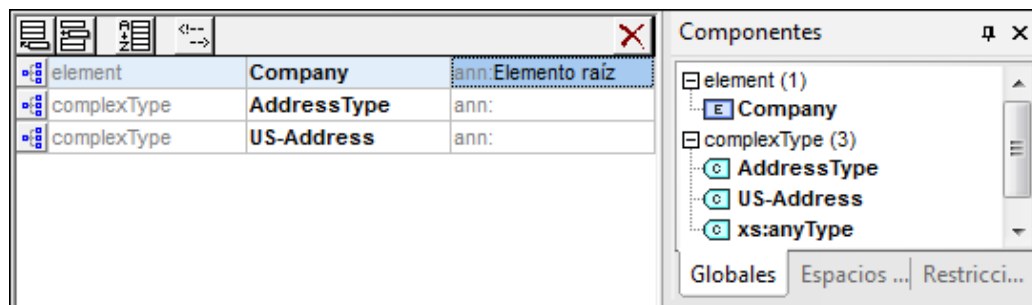 element Company ann:Elemento raíz
complexType AddressType ann:
complexType US-Address ann:
Componentes
element (1)
E Company
complexType (3)
C AddressType
C US-Address
C xs:anyType
Globales Espacios ... Restricci...